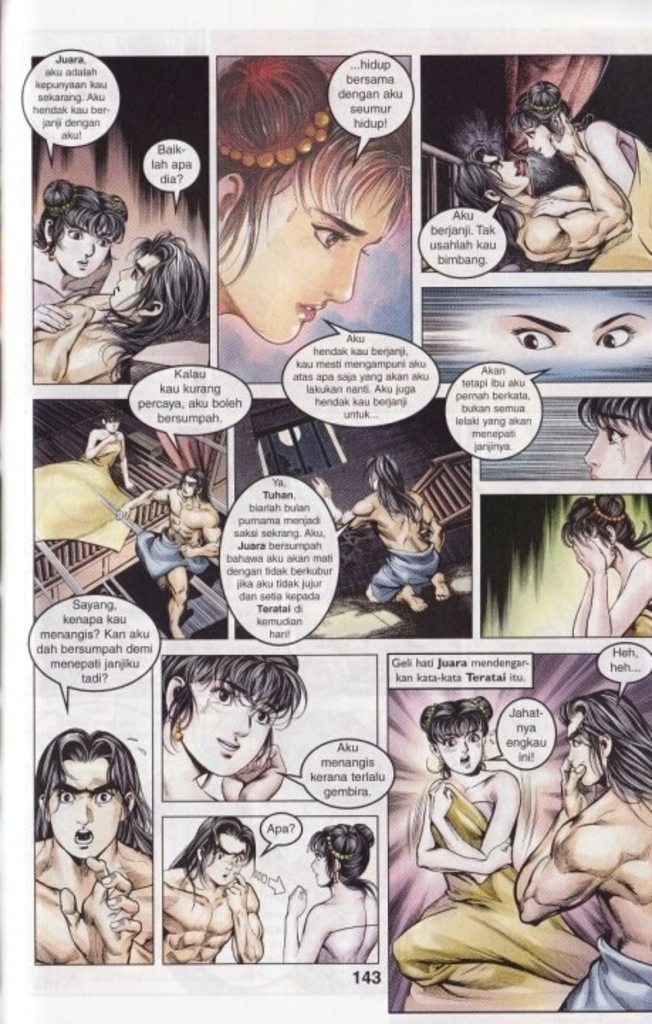 Juara,
aku adalah
kepunyaan kau
sekarang. Aku
hendak kau ber-
janji dengan
aku!
Baik-
lah apa
dia?
...hidup
bersama
dengan aku
seumur
hidup!
Aku
hendak kau berjanji,
kau mesti mengampuni aku
atas apa saja yang akan aku
lakukan nanti. Aku juga
hendak kau berjanji
untuk...
Aku
berjanji. Tak
usahlah kau
bimbang.
Akan
tetapi ibu aku
pernah berkata,
bukan semua
lelaki yang akan
menepati
janjinya.
Kalau
kau kurang
percaya, aku boleh
bersumpah.
Ya,
Tuhan,
biarlah bulan
purnama menjadi
saksi sekrang. Aku,
Juara bersumpah
bahawa aku akan mati
dengan tidak berkubur
jika aku tidak jujur
dan setia kepada
Teratai di
kemudian
hari!
Sayang,
kenapa kau
menangis? Kan aku
dah bersumpah demi
menepati janjiku
tadi?
Aku
menangis
kerana terlalu
gembira.
Apa?
Geli hati Juara mendengar-
kan kata-kata Teratai itu.
Jahat-
nya
engkau
ini!
Heh,
heh...
143